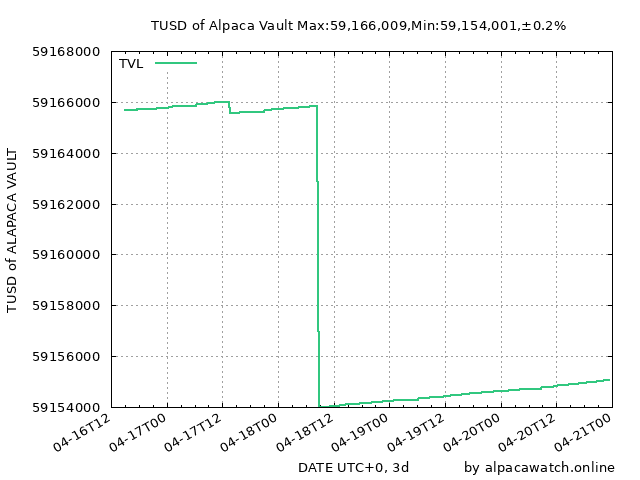 TUSD of Alpaca Vault Max:59,166,009,Min:59,154,001,±0.2%
TVL
59168000
59166000
59164000
59162000
59160000
59158000
59156000
59154000
TUSD of ALAPACA VAULT
04-16T12
04-17T00
04-17T12
04-18T00
04-18T12
04-19T00
04-19T12
04-20T00
04-20T12
04-21T00
DATE UTC+0, 3d
by alpacawatch.online